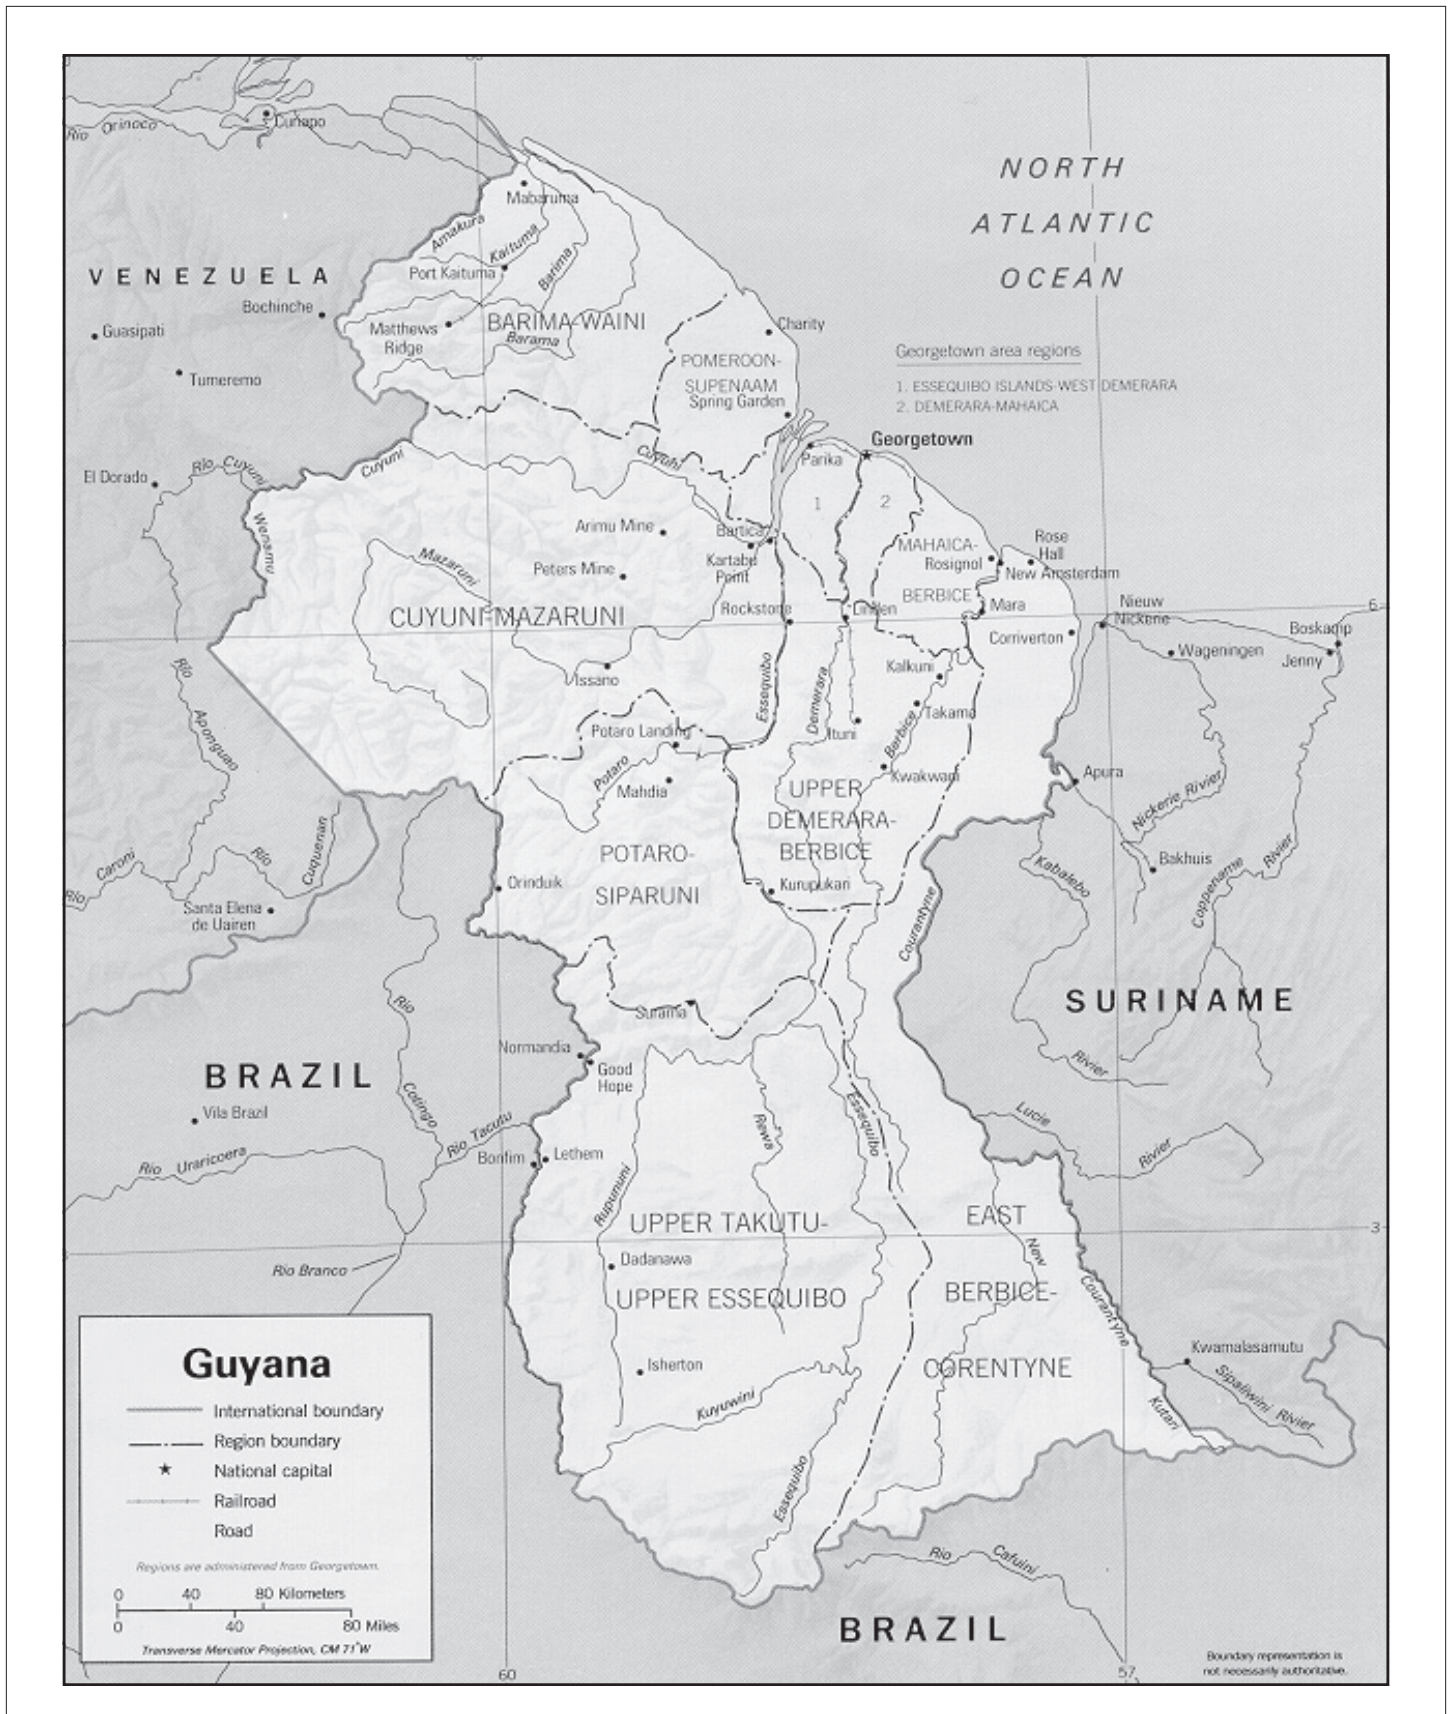 60
Rio Orinoco
Curiapo
NORTH
ATLANTIC
OCEAN
Mabaruma
Amakura
Kaituma
Barima
VENEZUELA
Port Kaituma
Bochinche
Guasipati
Matthews
Ridge
BARIMA-WAINI
Barama
Charity
Tumeremo
POMEROON-
SUPENAAM
Spring Garden
Georgetown area regions
1. ESSEQUIBO ISLANDS-WEST DEMERARA
2. DEMERARA-MAHAICA
Georgetown
Parika
Cuyuni
Cuyuni
Río Cuyuni
El Dorado
Wenamu
1
2
Arimu Mine
Bartica
Kartabu
Point
MAHAICA-
Rosignol
Rose
Hall
New Amsterdam
Mazaruni
Peters Mine
BERBICE
Mara
CUYUNI-MAZARUNI
Rockstone
Linden
Corriverton
Nieuw
Nickerie
6
Boskamp
Jenny
Wageningen
Kalkuni
Issano
Essequibo
Demerara
Berbice
Takama
Ituni
Río
Aponguao
Potaro Landing
Potaro
Mahdia
Kwakwani
Apura
Nickerie Rivier
UPPER
DEMERARA-
BERBICE
Río
Caroni
Río
Cuquenan
POTARO-
SIPARUNI
Orinduik
Kurupukari
Kabalebo
Bakhuis
Coppename
Rivier
Santa Elena
de Uairen
Courantyne
SURINAME
Rio
Surama
Normandia
Good
Hope
Rivier
BRAZIL
Vila Brazil
Cotingo
Rio Tacutu
Rio Uraricoera
Bonfim
Lethem
Rewa
Essequibo
Lucie
Rivier
Rupununi
UPPER TAKUTU-
EAST
3
New
Rio Branco
Dadanawa
UPPER ESSEQUIBO
BERBICE-
Courantyne
Isherton
CORENTYNE
Kwamalasamutu
Sipaliwini Rivier
Kuyuwini
Kutari
Essequibo
Rio
Cafuini
BRAZIL
Guyana
International boundary
Region boundary
National capital
Railroad
Road
Regions are administered from Georgetown.
0 40 80 Kilometers
0 40 80 Miles
Transverse Mercator Projection, CM 71°W
60
57
Boundary representation is
not necessarily authoritative.